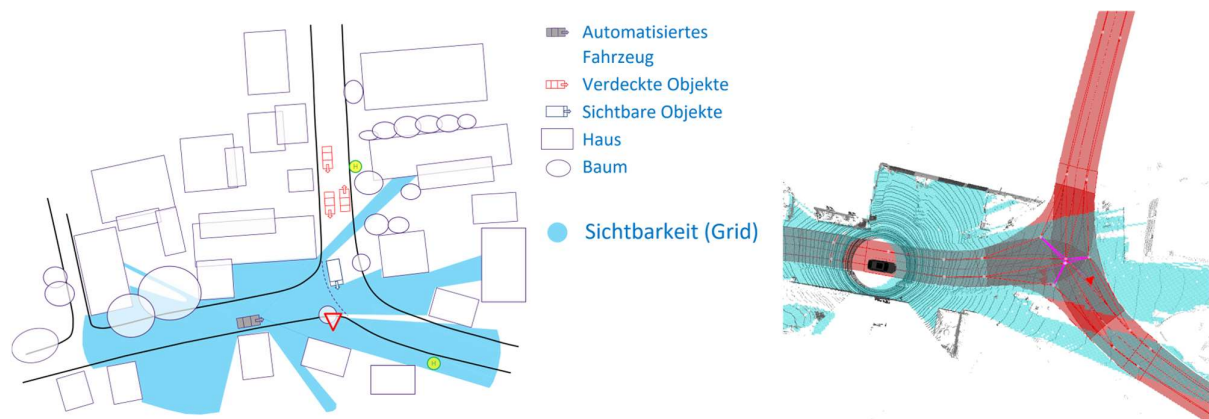 Automatisiertes
Fahrzeug
Verdeckte Objekte
Sichtbare Objekte
Haus
Baum
Sichtbarkeit (Grid)
H
H